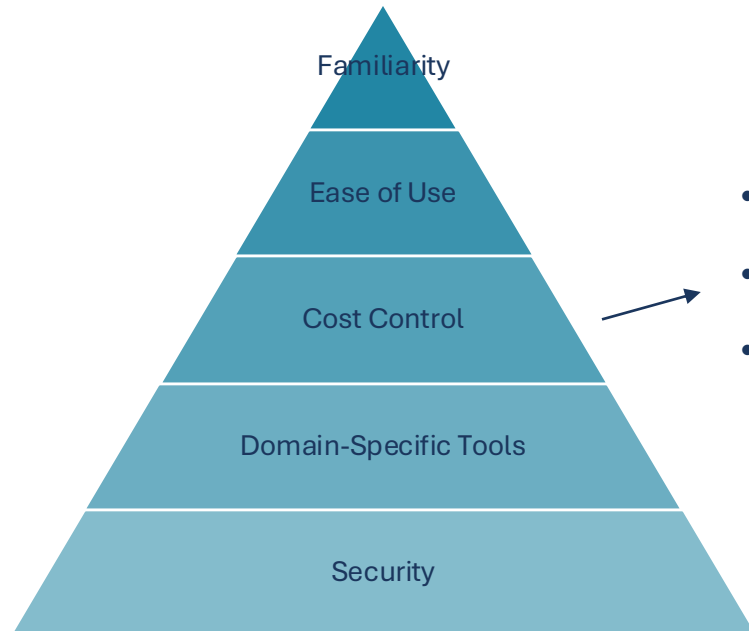 Familiarity
Ease of Use
Cost Control
Domain-Specific Tools
Security